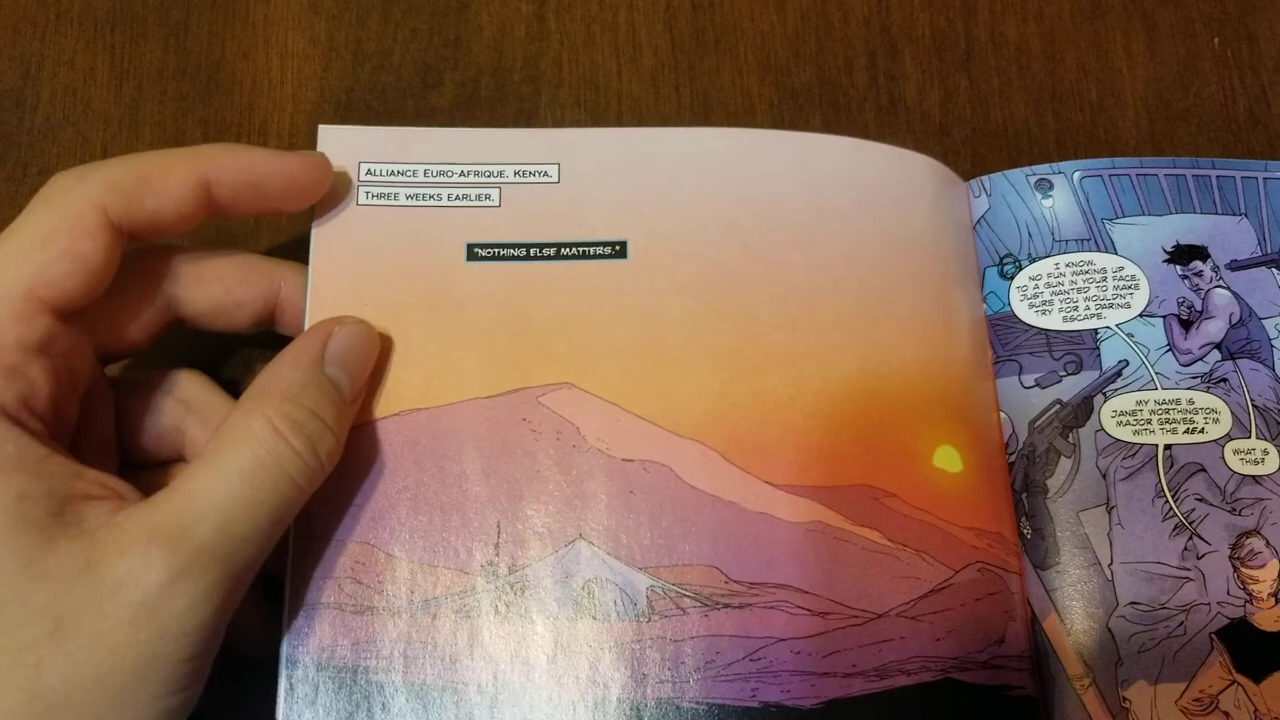 ALLIANCE EURO-AFRIQUE. KENYA.
THREE WEEKS EARLIER.
"NOTHING ELSE MATTERS."
I KNOW.
NO FUN WAKING UP
TO A GUN IN YOUR FACE.
JUST WANTED TO MAKE
SURE YOU WOULDN'T
TRY FOR A DARING
ESCAPE.
MY NAME IS
JANET WORTHINGTON,
MAJOR GRAVES. I'M
WITH THE AEA.
WHAT IS
THIS?